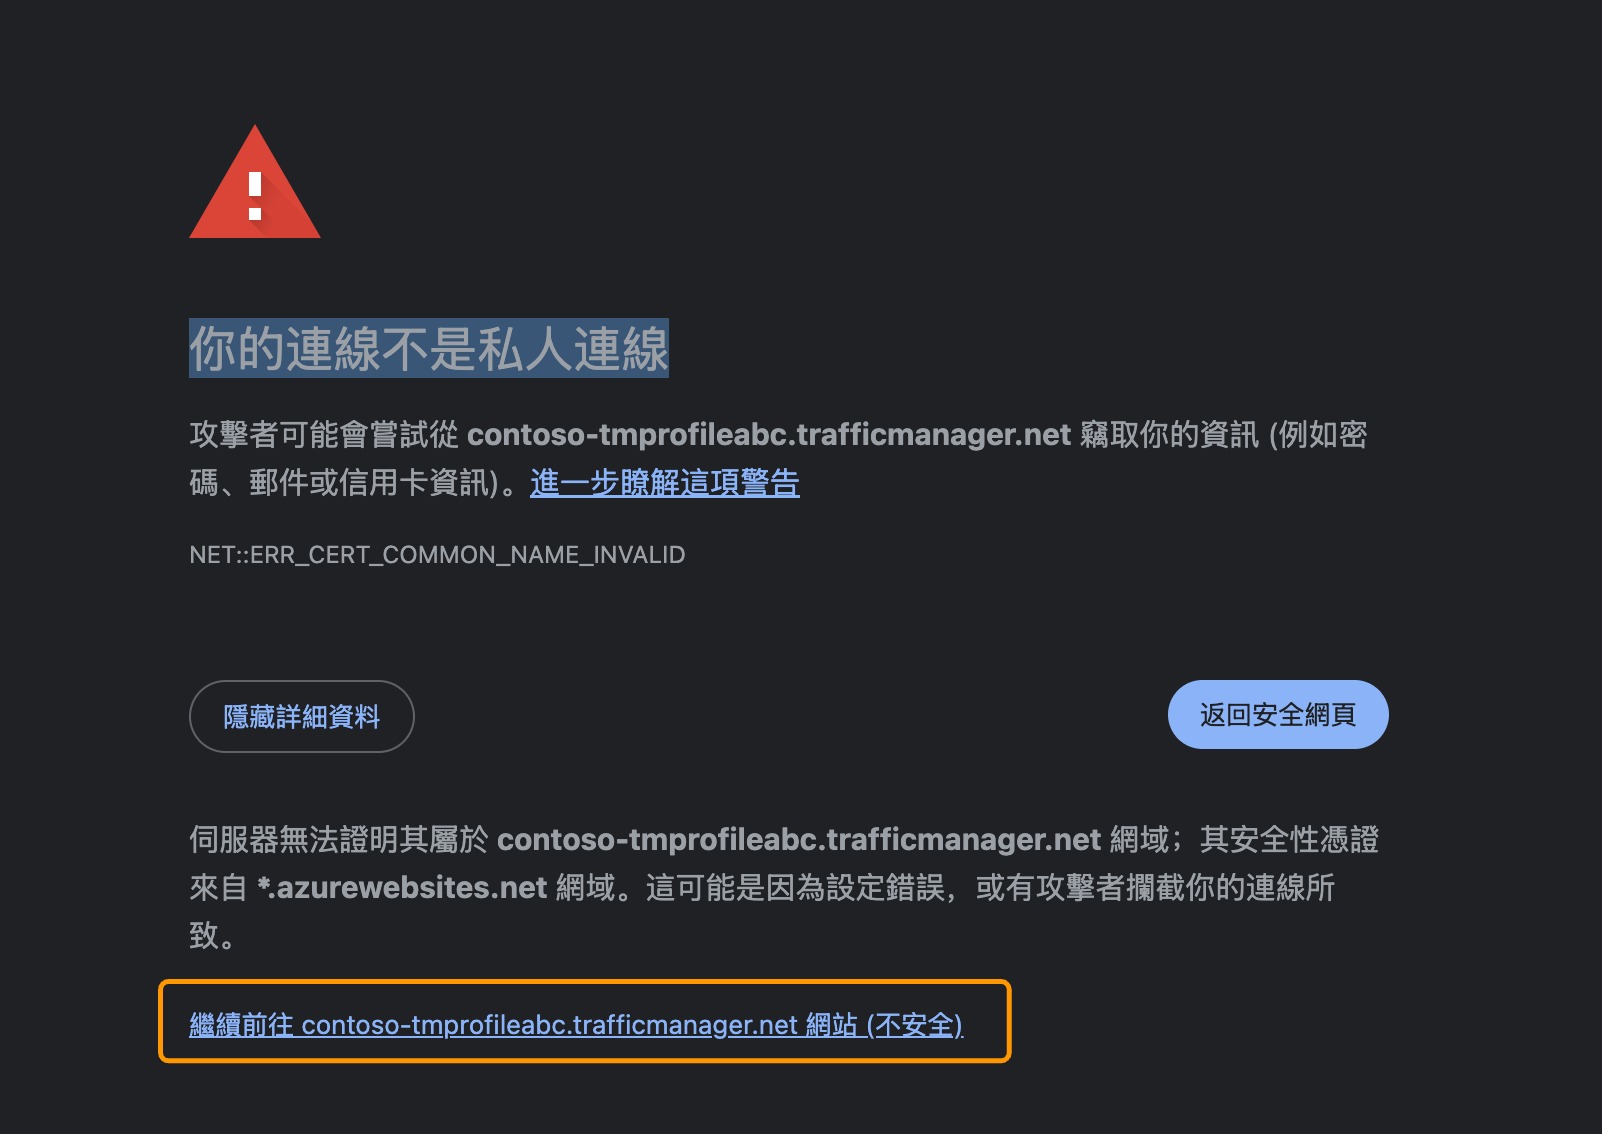 你的連線不是私人連線
攻擊者可能會嘗試從 contoso-tmprofileabc.trafficmanager.net 竊取你的資訊 (例如密
碼、郵件或信用卡資訊)。進一步瞭解這項警告
NET::ERR_CERT_COMMON_NAME_INVALID
隱藏詳細資料
返回安全網頁
伺服器無法證明其屬於 contoso-tmprofileabc.trafficmanager.net 網域；其安全性憑證
來自 *.azurewebsites.net 網域。這可能是因為設定錯誤，或有攻擊者攔截你的連線所
致。
繼續前往 contoso-tmprofileabc.trafficmanager.net 網站 (不安全)